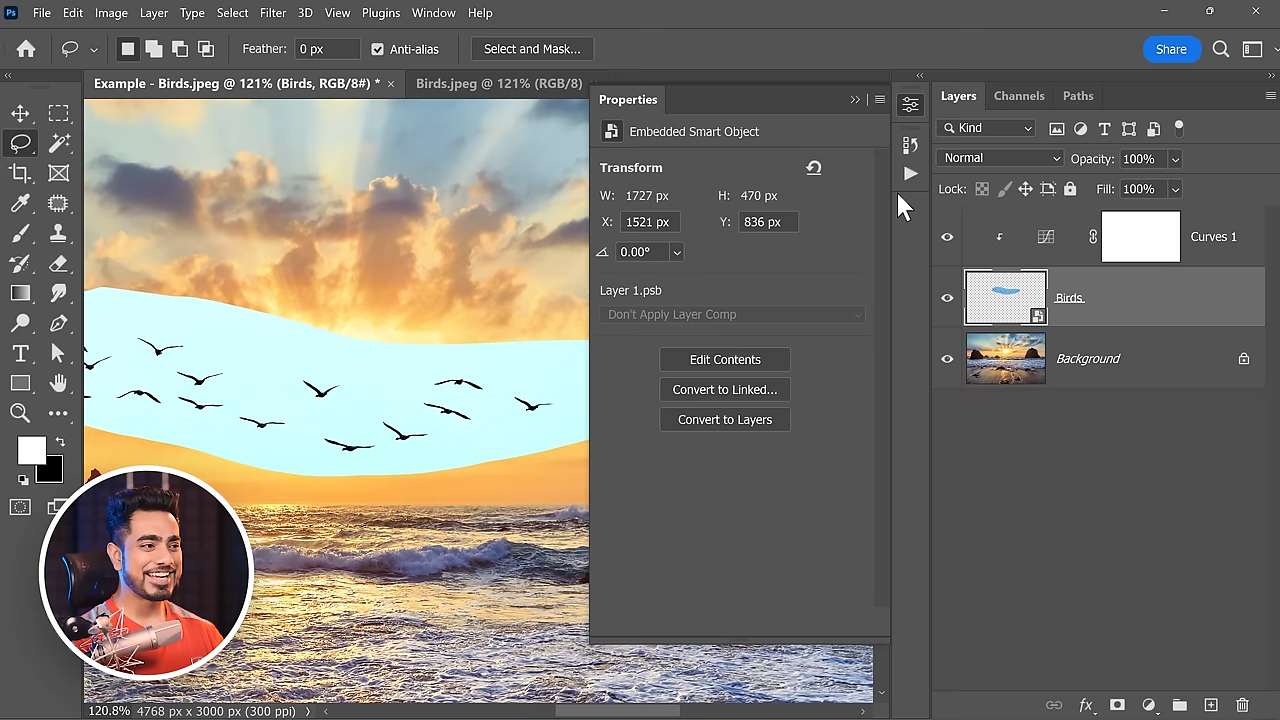 Ps File Edit Image Layer Type Select Filter 3D View Plugins Window Help
Feather: 0 px Anti-alias Select and Mask... Share
Example - Birds.jpeg @ 121% (Birds, RGB/8#) * × Birds.jpeg @ 121% (RGB/8)
Properties
Embedded Smart Object
Transform
W: 1727 px H: 470 px
X: 1521 px Y: 836 px
0.00°
Layer 1.psb
Don't Apply Layer Comp
Edit Contents
Convert to Linked...
Convert to Layers
Layers Channels Paths
Kind
Normal Opacity: 100%
Lock: Fill: 100%
Curves 1
Birds
Background
fx
120.8% 4768 px x 3000 px (300 ppi)